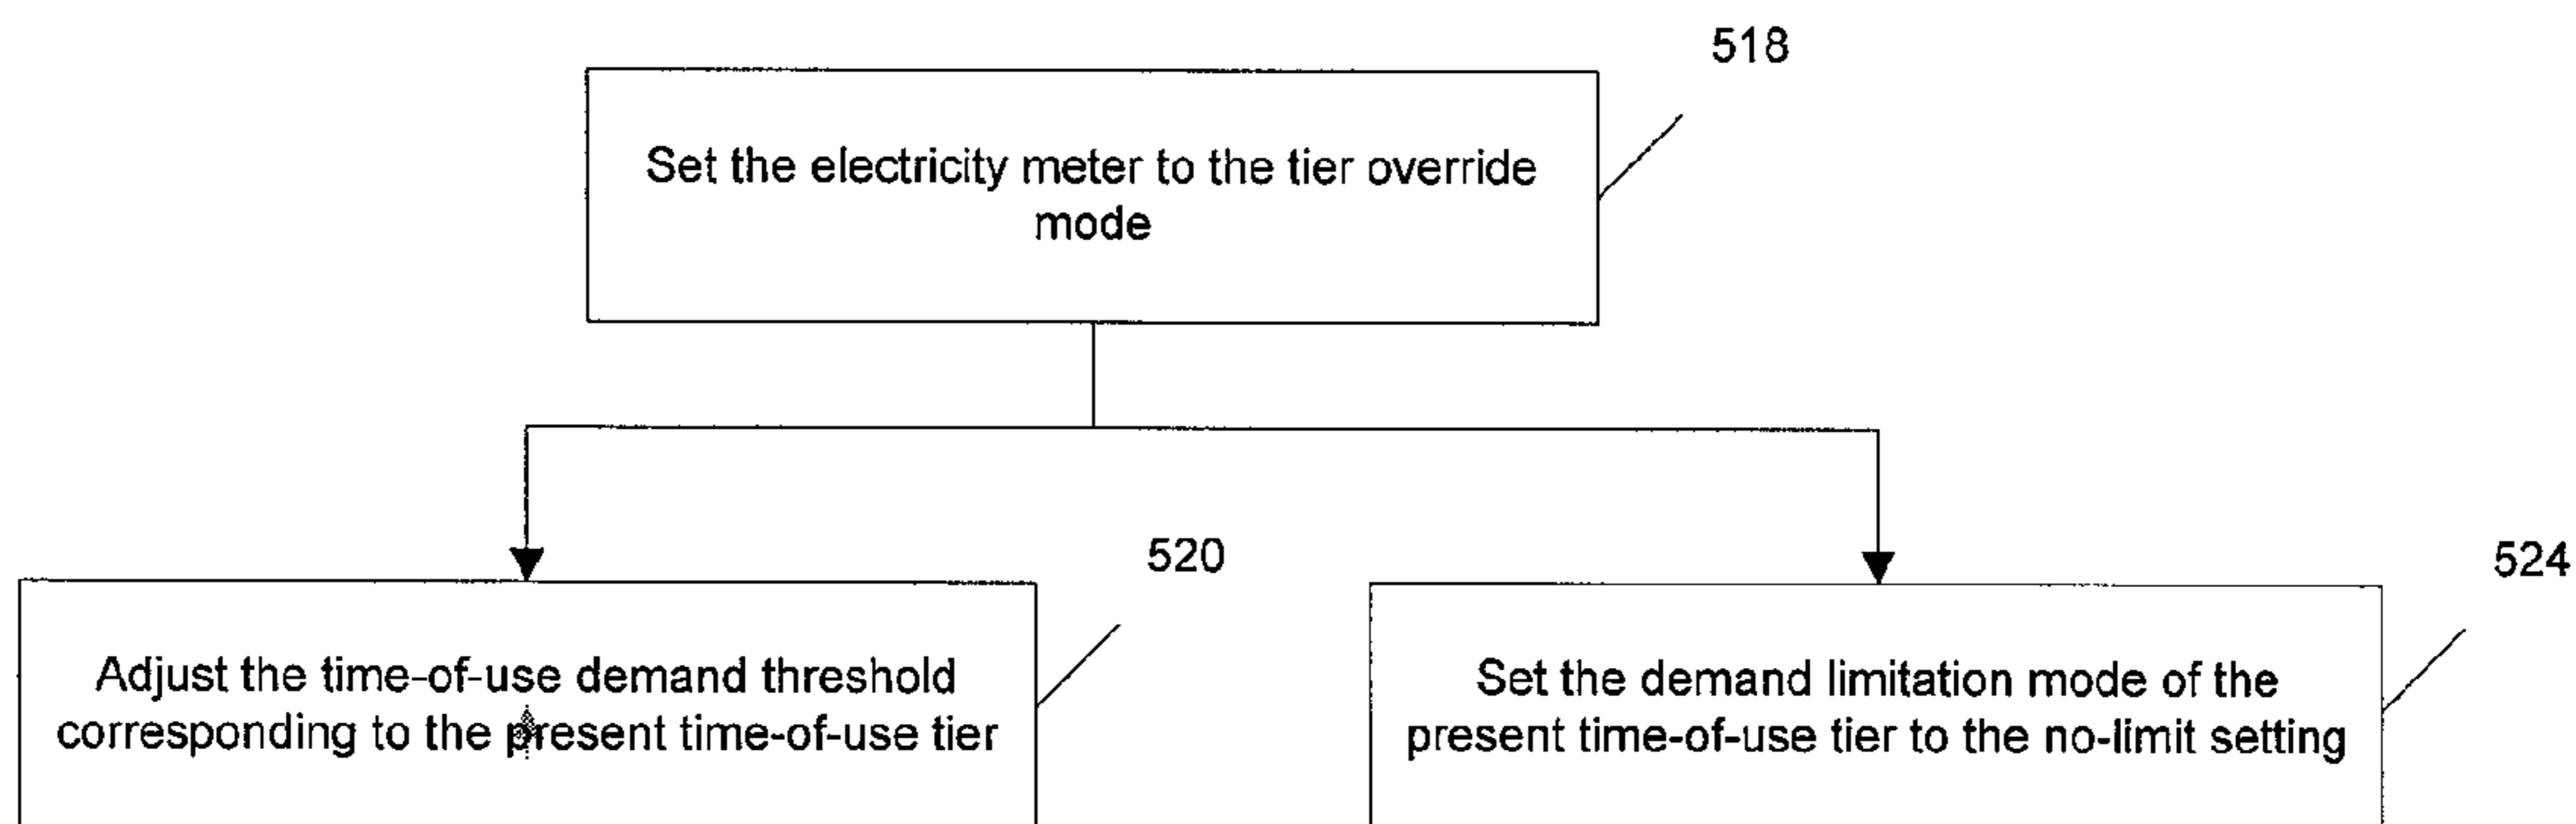 518
Set the electricity meter to the tier override
mode
520
524
Adjust the time-of-use demand threshold
corresponding to the present time-of-use tier
Set the demand limitation mode of the
present time-of-use tier to the no-limit setting